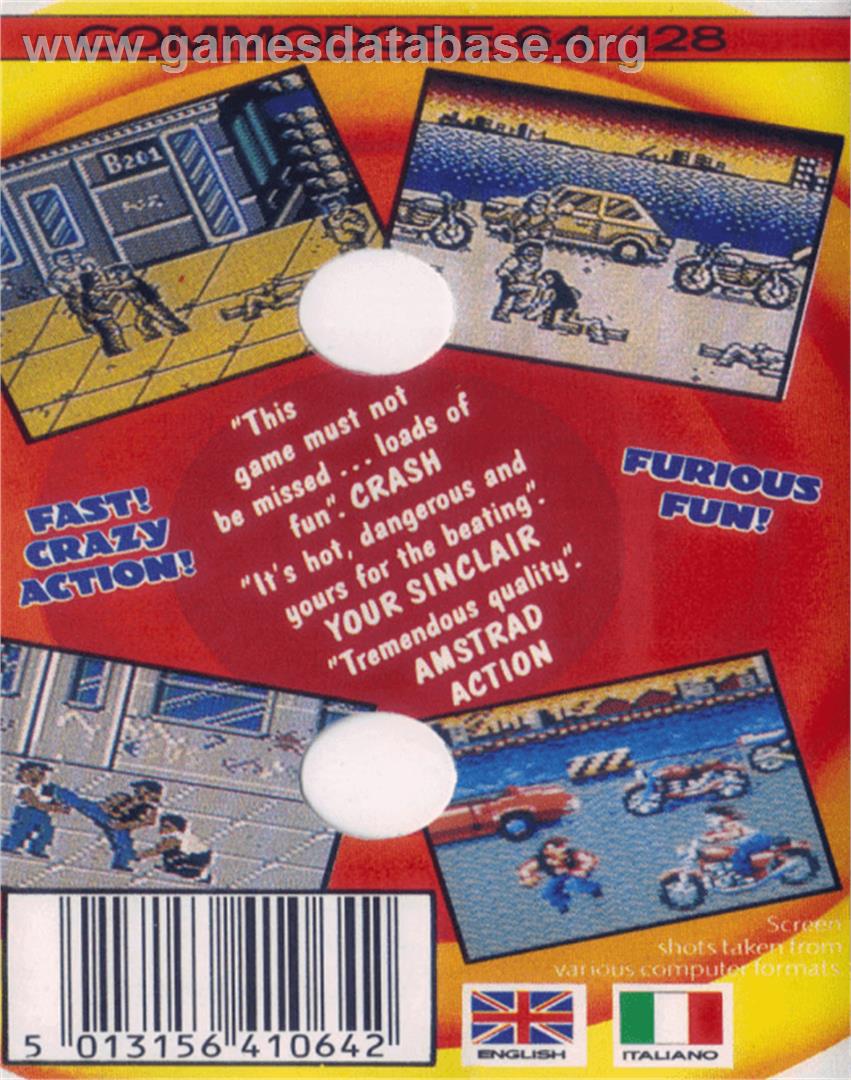 COMMODORE 64/128
www.gamesdatabase.org
B201
"This
game must not
be missed ... loads of
fun". CRASH
"It's hot, dangerous and
yours for the beating".
YOUR SINCLAIR
"Tremendous quality".
AMSTRAD
ACTION
FAST!
CRAZY
ACTION!
FURIOUS
FUN!
Screen
shots taken from
various computer formats.
5 013156 410642
ENGLISH
ITALIANO